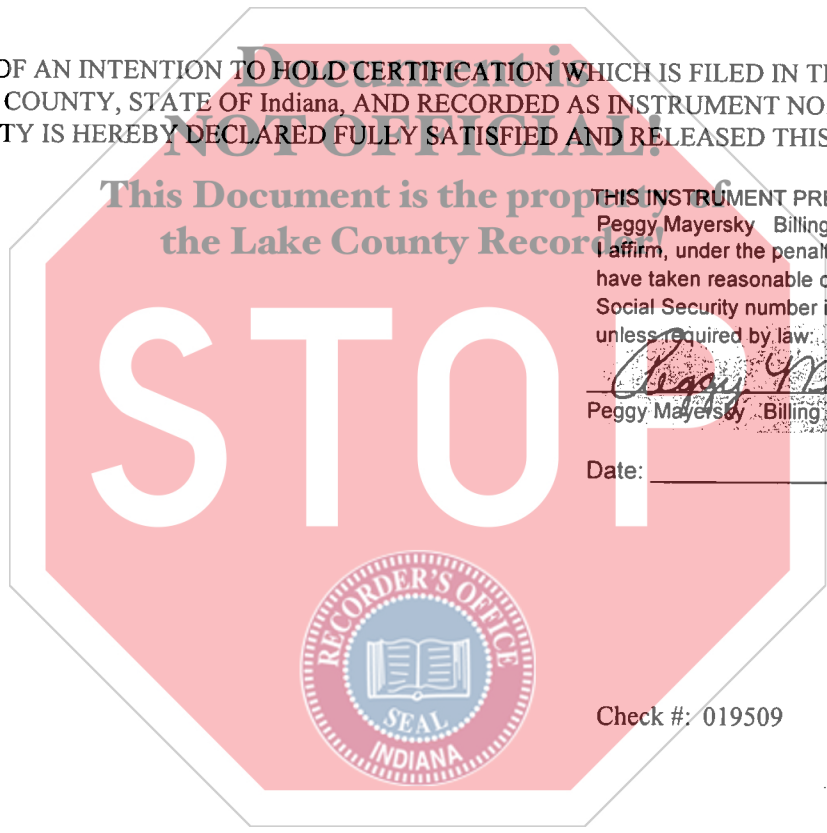 Document is
OF AN INTENTION TO HOLD CERTIFICATION WHICH IS FILED IN
COUNTY, STATE OF Indiana, AND RECORDED AS INSTRUMENT NO
TY IS HEREBY DECLARED FULLY SATISFIED AND RELEASED THIS
NOT OFFICIAL!
This Document is the property of
the Lake County Recorder!
THIS INSTRUMENT PRE
Peggy Mayersky Billing
I affirm, under the penalt
have taken reasonable
Social Security number
unless required by law.
Peggy M
Peggy Mayersky Billing
Date:
STOP
RECORDER'S OFFICE
SEAL
INDIANA
Check #: 019509